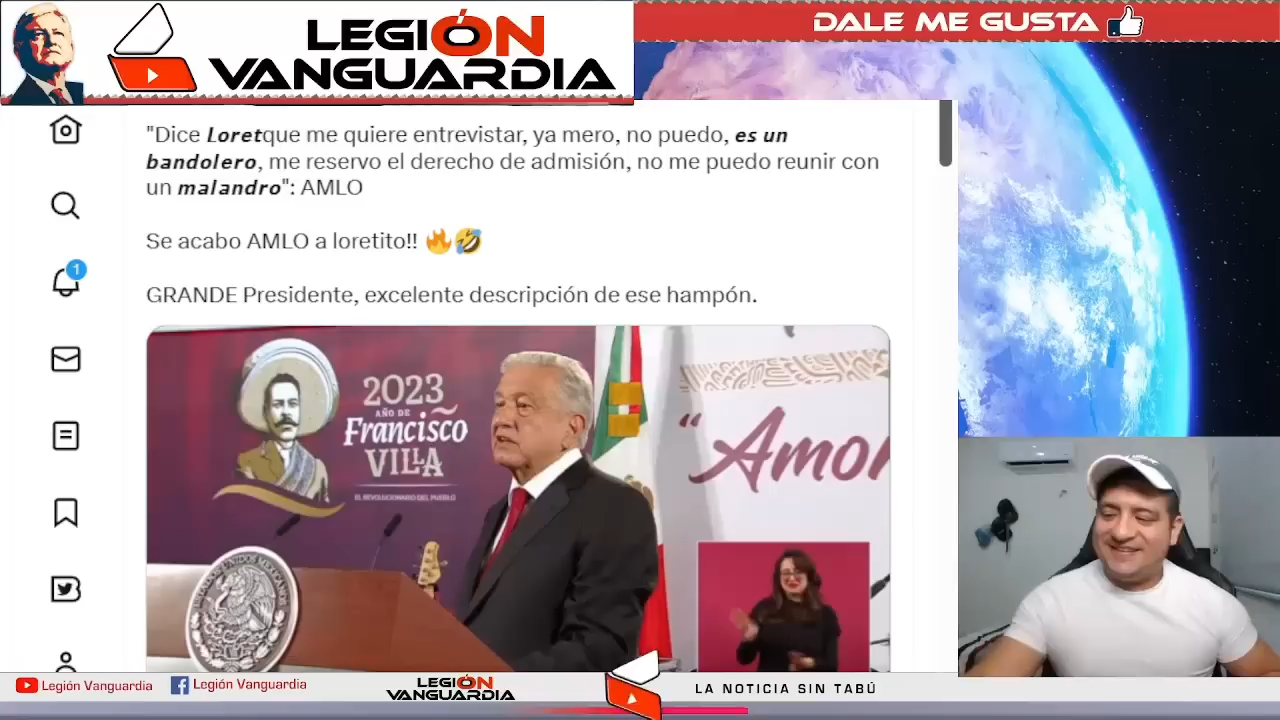 LEGIÓN
VANGUARDIA
DALE ME GUSTA
"Dice Loretque me quiere entrevistar, ya mero, no puedo, es un
bandolero, me reservo el derecho de admisión, no me puedo reunir con
un malandro": AMLO
Se acabo AMLO a loretito!! 🔥🤣
GRANDE Presidente, excelente descripción de ese hampón.
1
2023
AÑO DE
Francisco
VILLA
EL REVOLUCIONARIO DEL PUEBLO
"Amor
Legión Vanguardia
Legión Vanguardia
LEGIÓN
VANGUARDIA
LA NOTICIA SIN TABÚ